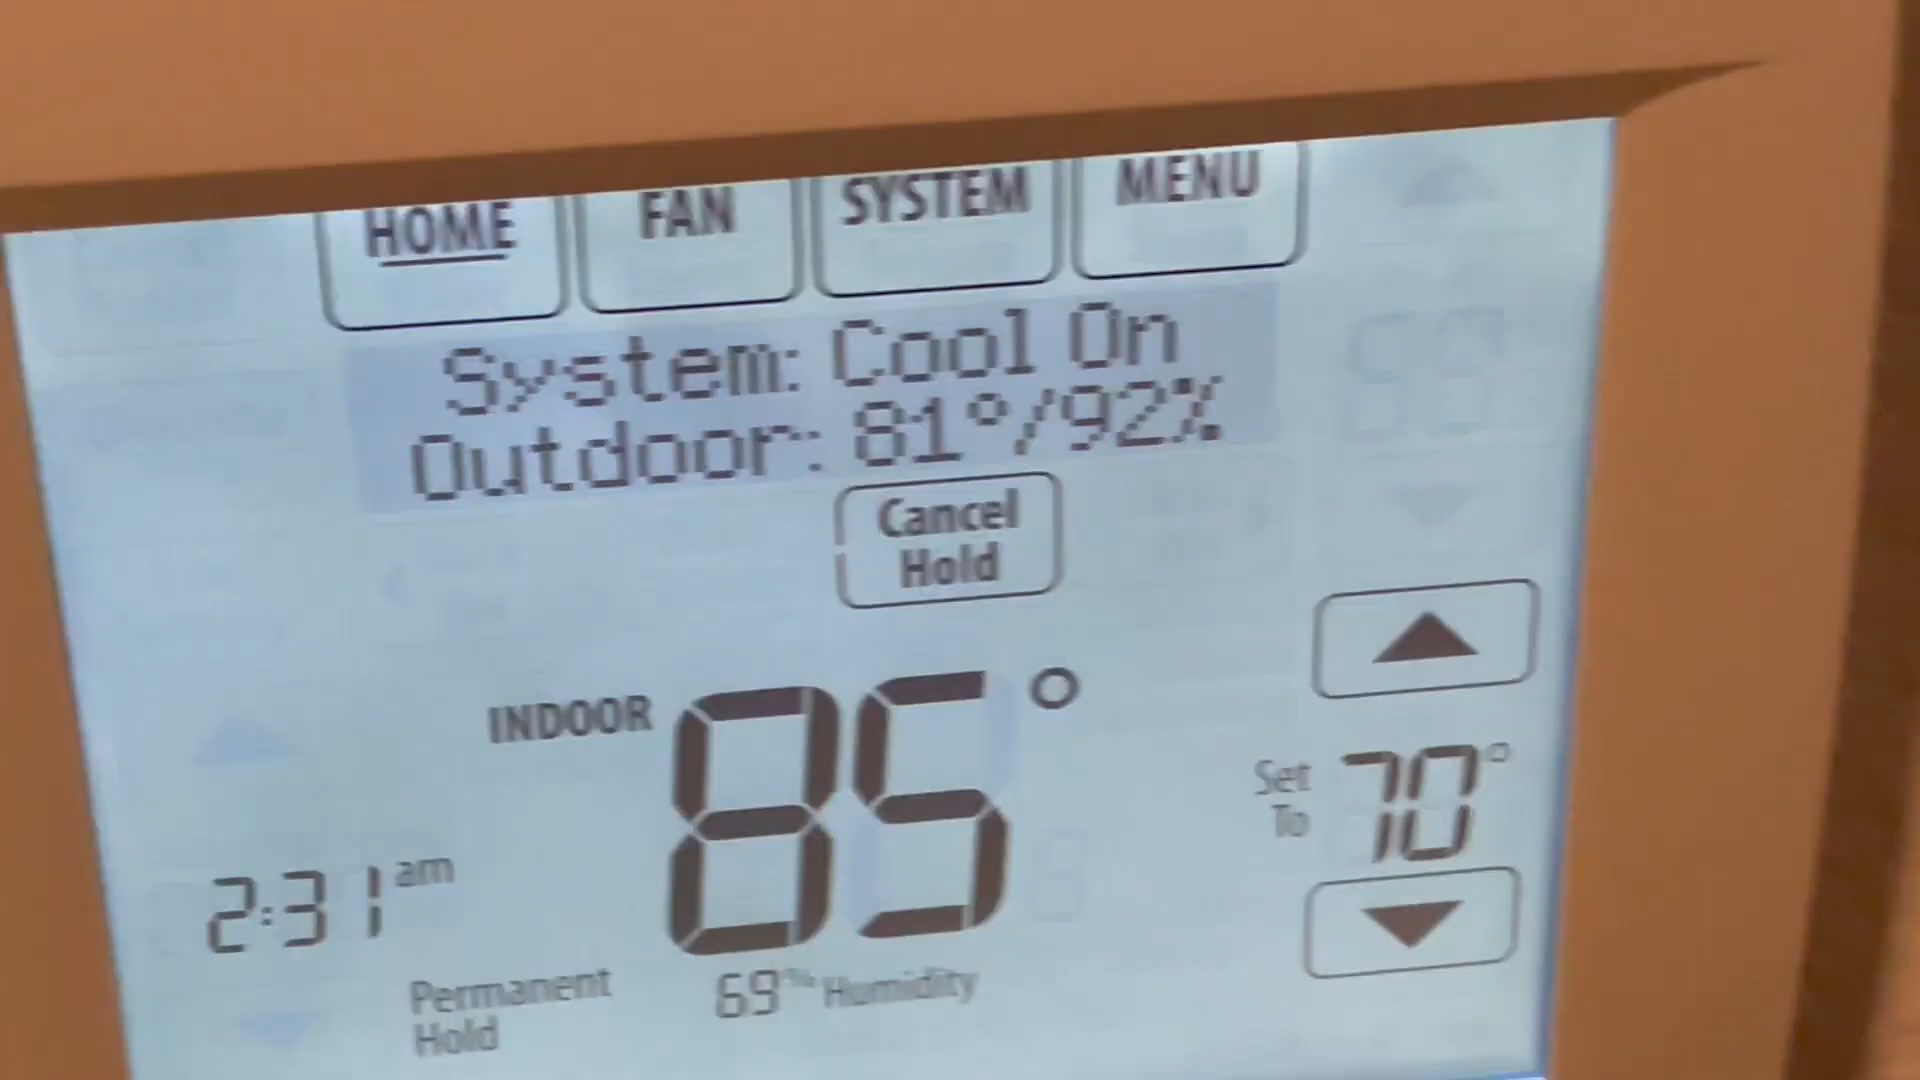 HOME FAN SYSTEM MENU
System: Cool On
Outdoor: 81°/92%
Cancel
Hold
INDOOR 85°
Set
To
70°
2:31 am
Permanent
Hold
69% Humidity